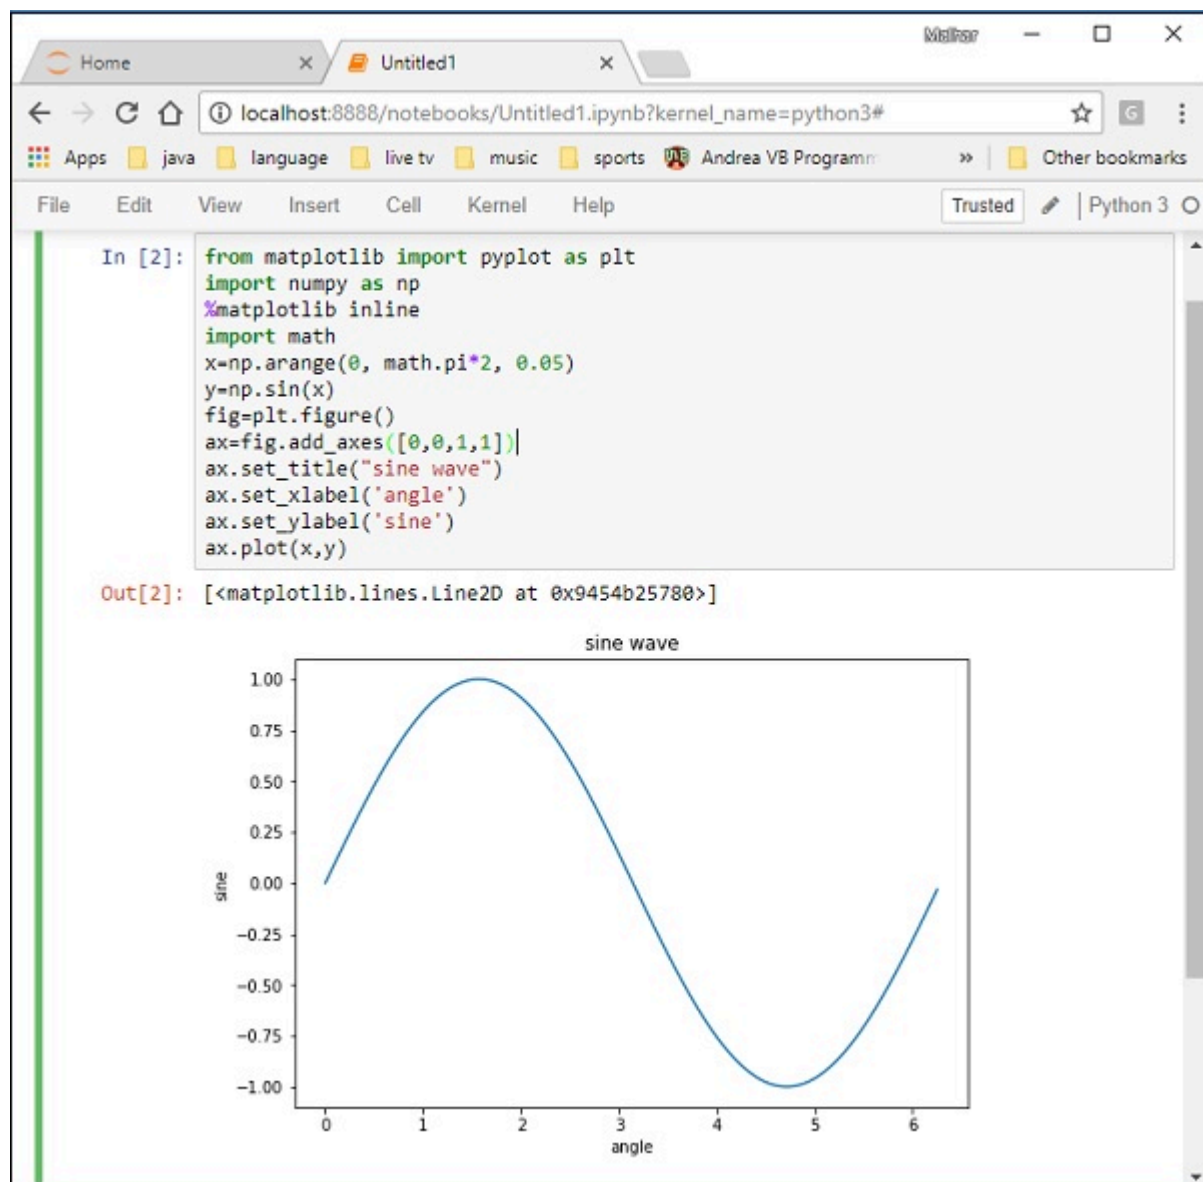 Malhar
Home
Untitled1
localhost:8888/notebooks/Untitled1.ipynb?kernel_name=python3#
G
Apps java language live tv music sports Andrea VB Programm » Other bookmarks
File Edit View Insert Cell Kernel Help Trusted Python 3
In [2]: from matplotlib import pyplot as plt
import numpy as np
%matplotlib inline
import math
x=np.arange(0, math.pi*2, 0.05)
y=np.sin(x)
fig=plt.figure()
ax=fig.add_axes([0,0,1,1])
ax.set_title("sine wave")
ax.set_xlabel('angle')
ax.set_ylabel('sine')
ax.plot(x,y)
Out[2]: [<matplotlib.lines.Line2D at 0x9454b25780>]
sine wave
1.00
0.75
0.50
0.25
0.00
−0.25
−0.50
−0.75
−1.00
sine
0 1 2 3 4 5 6
angle